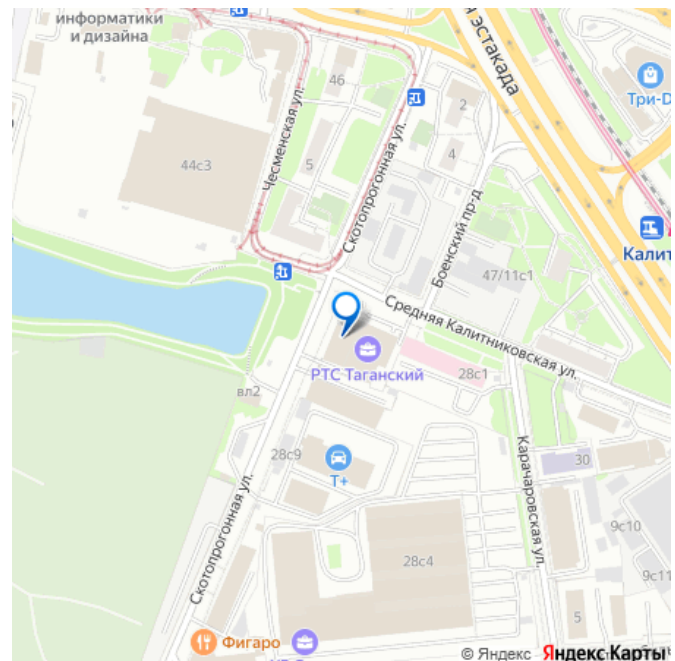 информатики
и дизайна
я эстакада
46
2
Три-D
Чесменская ул.
44с3
5
4
Скотопрогонная ул.
Боенский пр-д
Калит
47/11с1
Средняя Калитниковская ул.
РТС Таганский
28с1
вл2
28с9
Т+
30
Карачаровская ул.
Скотопрогонная ул.
9с10
28с4
9с11
5
Фигаро
© Яндекс Яндекс Карты